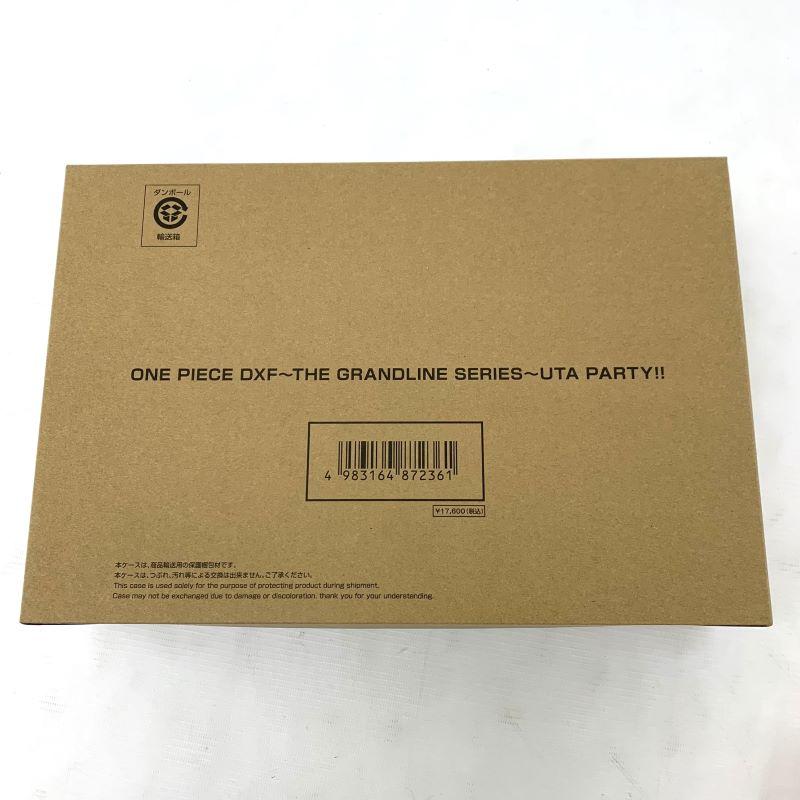 ダンボール
輸送箱
ONE PIECE DXF～THE GRANDLINE SERIES～UTA PARTY!!
4 983164 872361
¥17,600(税込)
本ケースは、商品輸送用の保護梱包材です。
本ケースは、つぶれ、汚れ等による交換は出来ません。ご了承ください。
This case is used solely for the purpose of protecting product during shipment.
Case may not be exchanged due to damage or discoloration. thank you for your understanding.